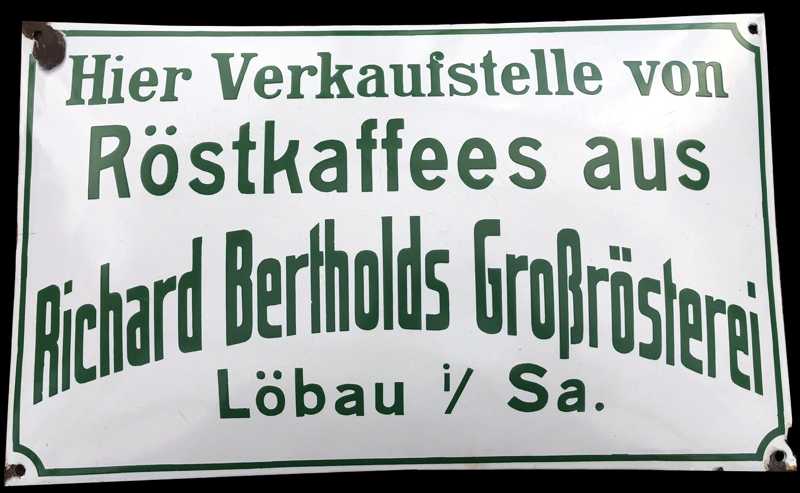 Hier Verkaufstelle von
Röstkaffees aus
Richard Bertholds Großrösterei
Löbau i/ Sa.